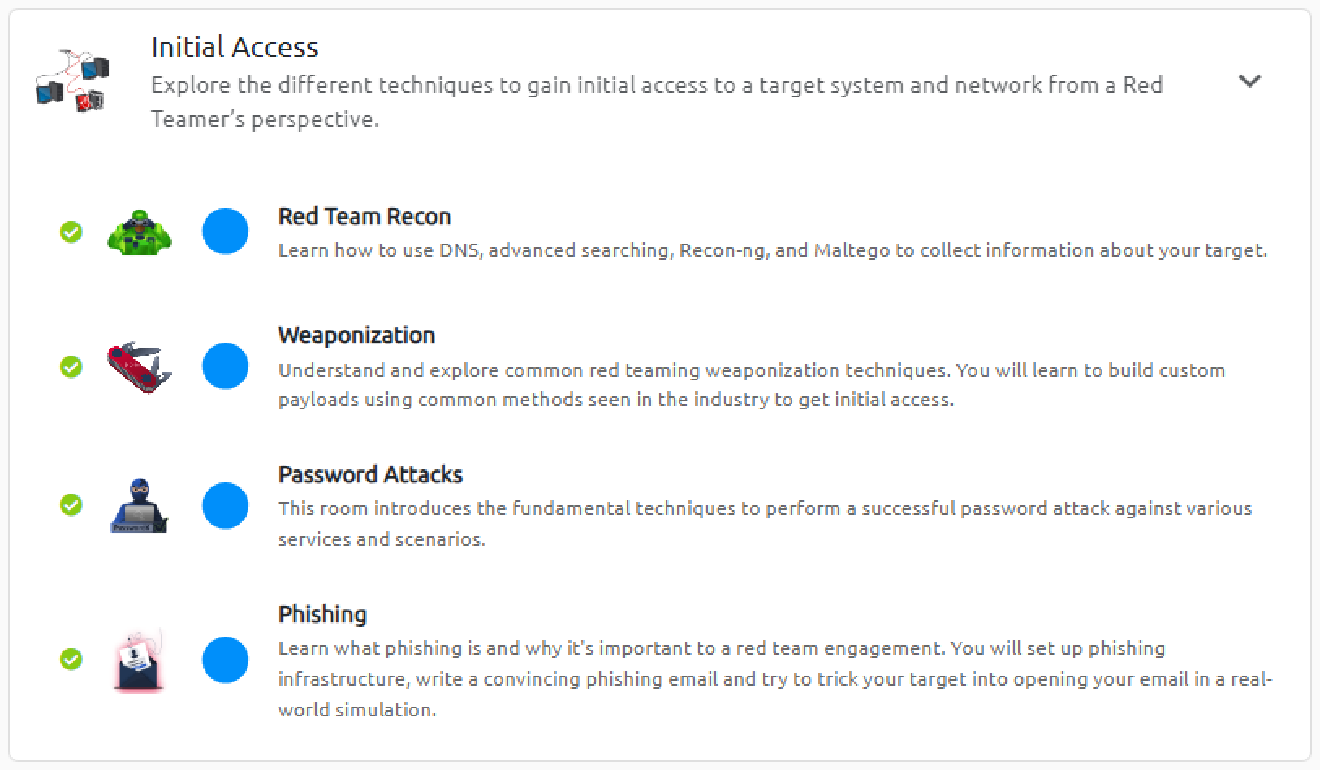 Initial Access
Explore the different techniques to gain initial access to a target system and network from a Red
Teamer's perspective.
Red Team Recon
Learn how to use DNS, advanced searching, Recon-ng, and Maltego to collect information about your target.
Weaponization
Understand and explore common red teaming weaponization techniques. You will learn to build custom
payloads using common methods seen in the industry to get initial access.
Password Attacks
This room introduces the fundamental techniques to perform a successful password attack against various
services and scenarios.
Phishing
Learn what phishing is and why it's important to a red team engagement. You will set up phishing
infrastructure, write a convincing phishing email and try to trick your target into opening your email in a real-
world simulation.